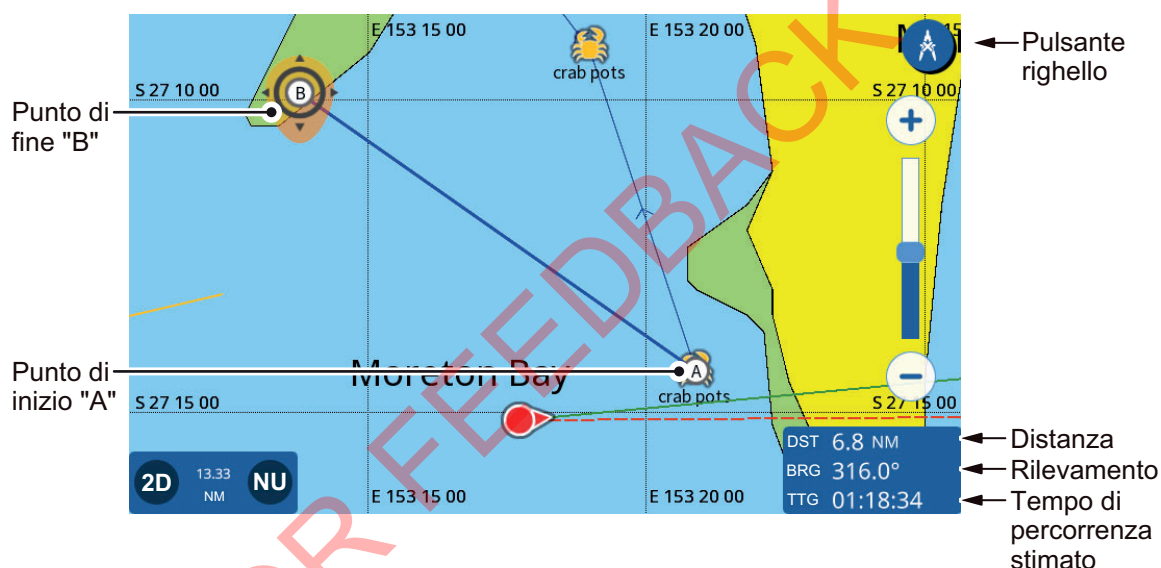 E 153 15 00
E 153 20 00
15
Pulsante
righello
crab pots
S 27 10 00
S 27 10 00
B
+
Punto di
fine "B"
FOR FEEDBACK
Punto di
inizio "A"
Moreton Bay
A
crab pots
−
S 27 15 00
S 27 15 00
DST 6.8 NM
Distanza
BRG 316.0°
Rilevamento
TTG 01:18:34
Tempo di
percorrenza
stimato
2D
13.33
NM
NU
E 153 15 00
E 153 20 00